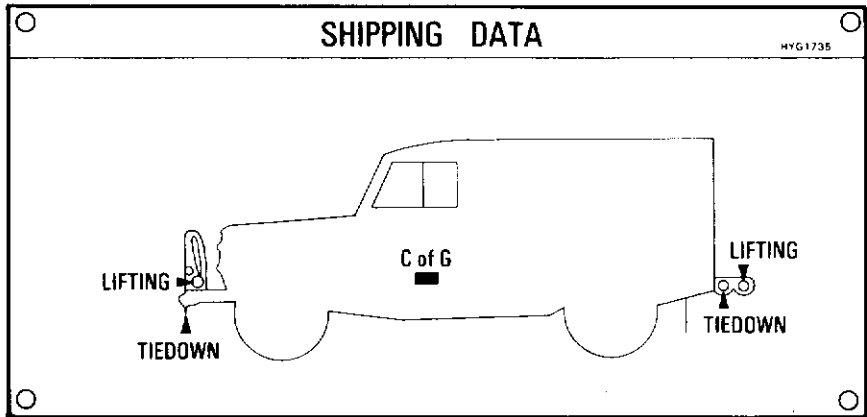 SHIPPING DATA
HYG1735
C of G
LIFTING
LIFTING
TIEDOWN
TIEDOWN